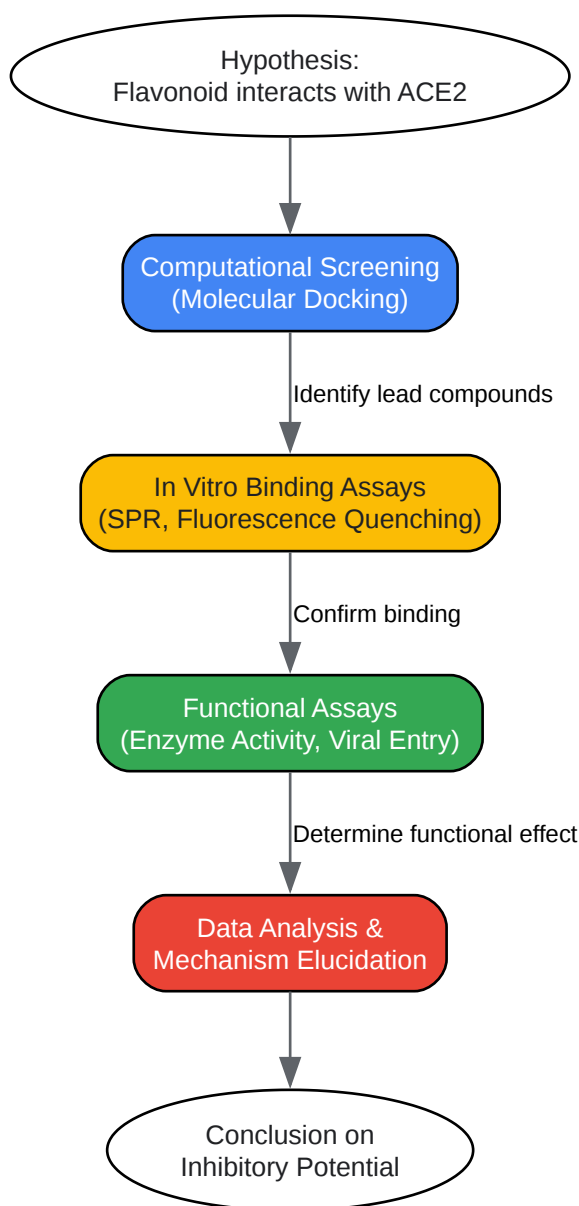 Hypothesis:
Flavonoid interacts with ACE2
Computational Screening
(Molecular Docking)
Identify lead compounds
In Vitro Binding Assays
(SPR, Fluorescence Quenching)
Confirm binding
Functional Assays
(Enzyme Activity, Viral Entry)
Determine functional effect
Data Analysis &
Mechanism Elucidation
Conclusion on
Inhibitory Potential